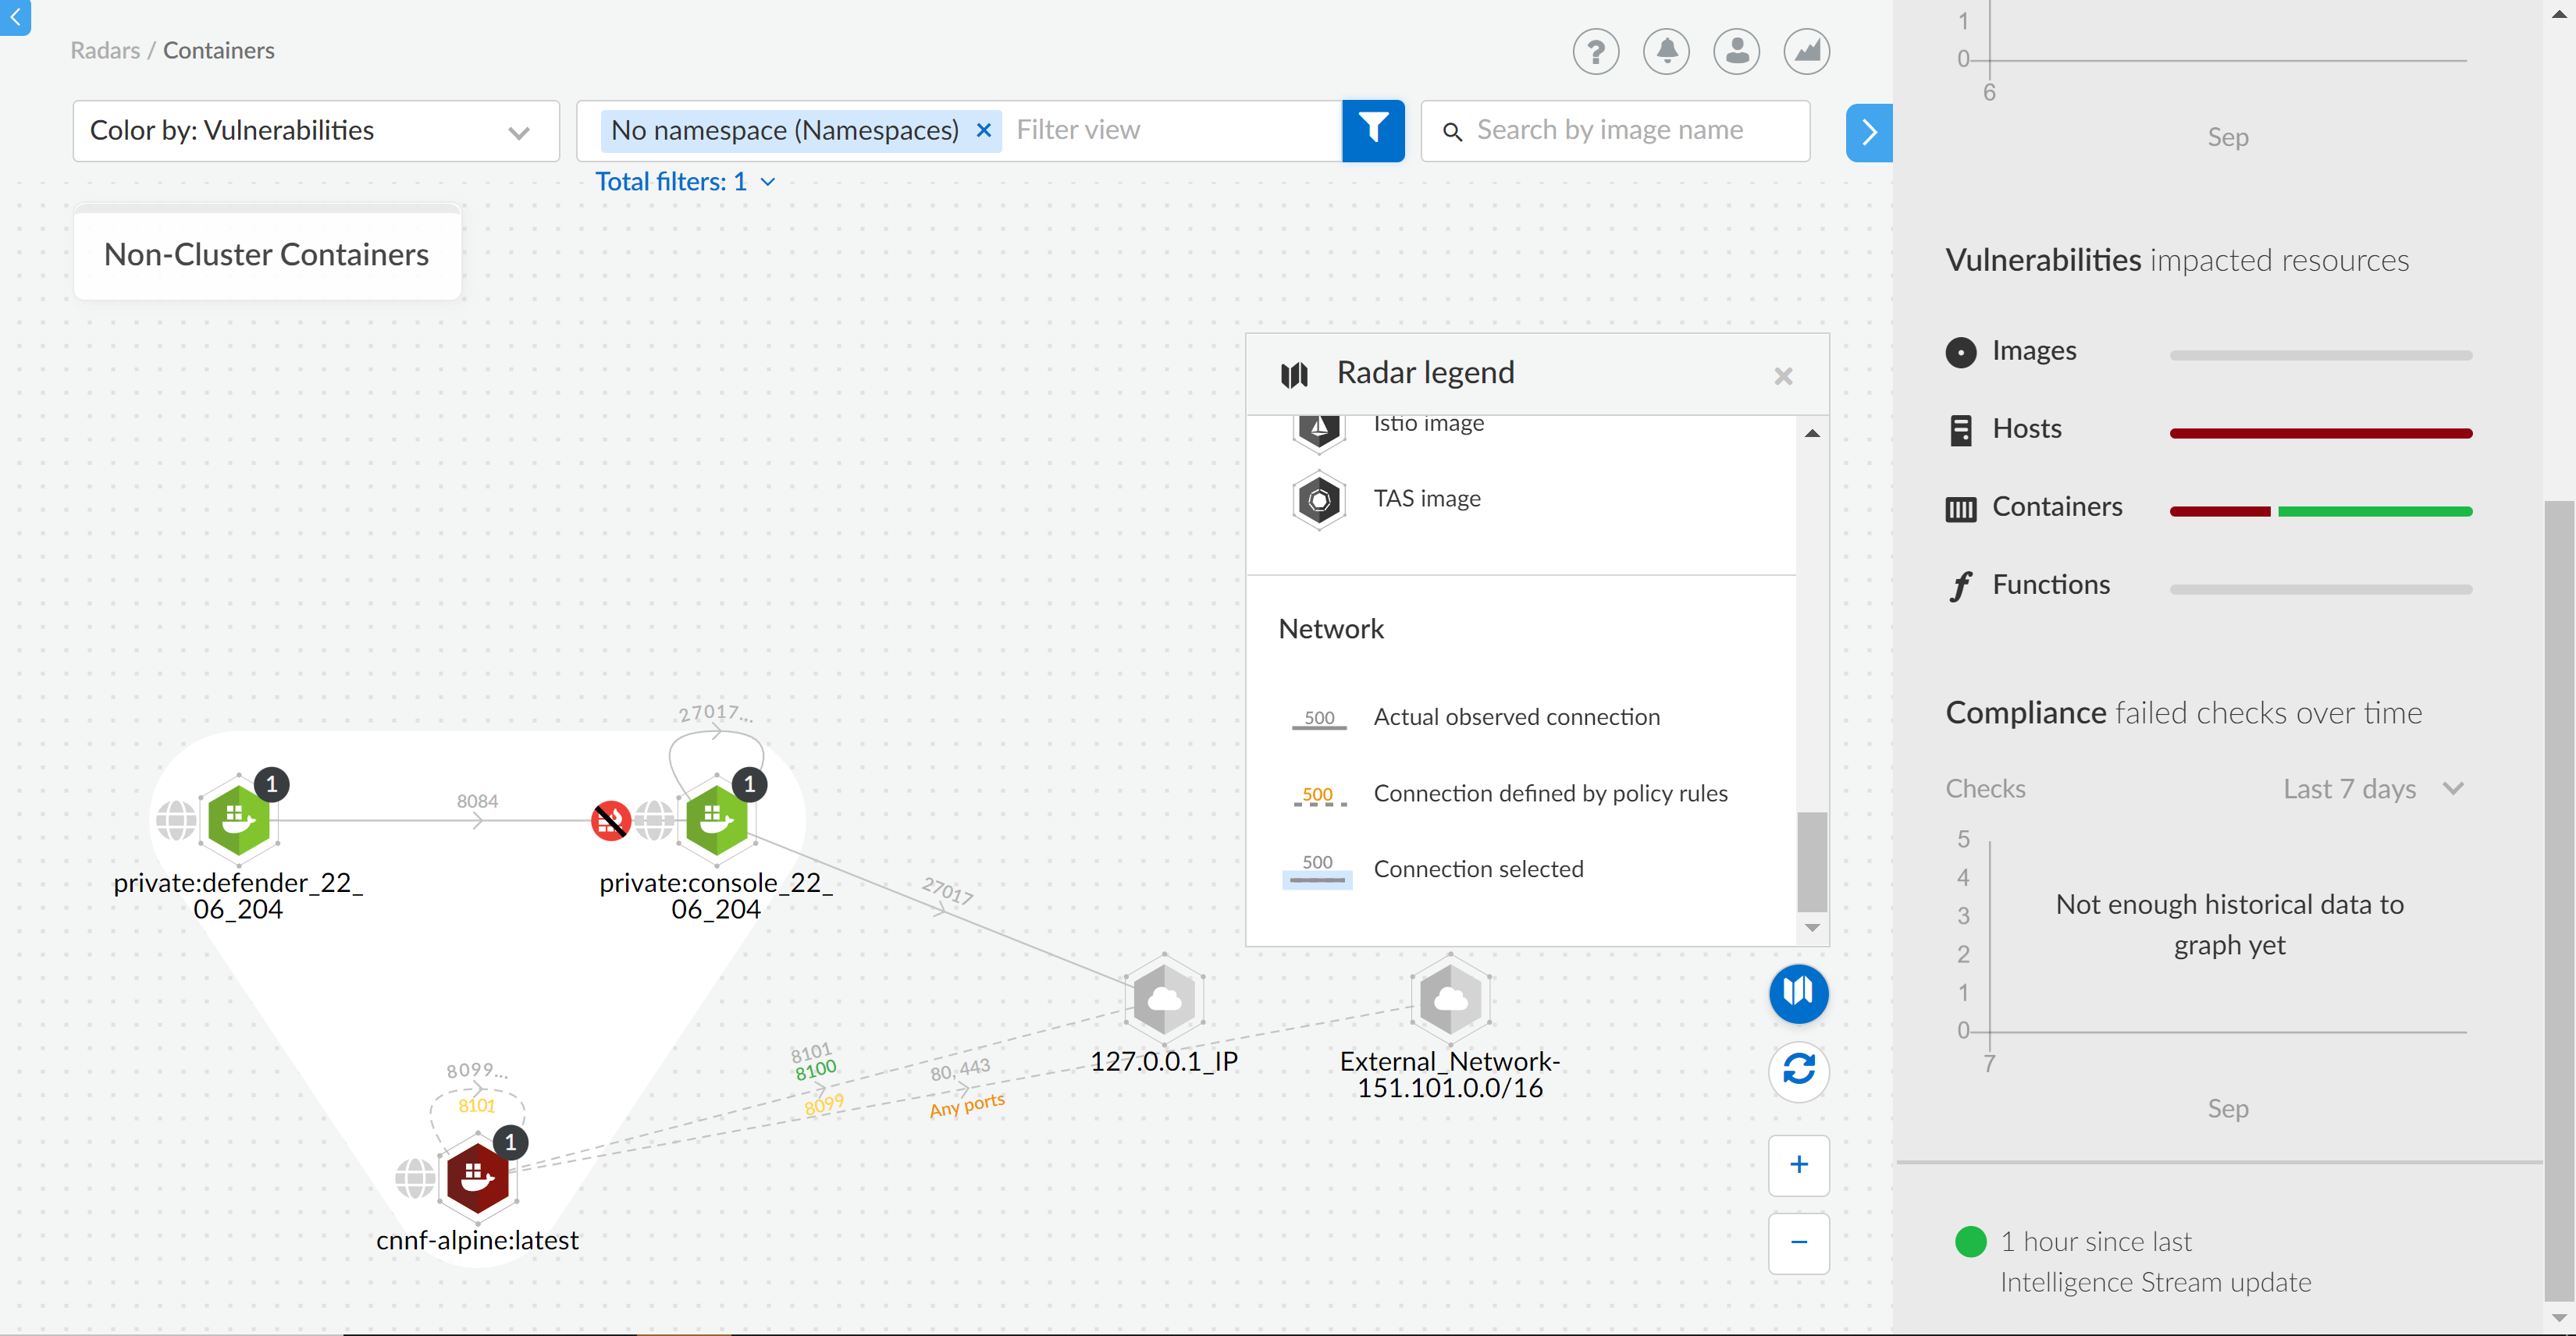 Radars / Containers
Color by: Vulnerabilities
No namespace (Namespaces) ×
Filter view
Search by image name
Total filters: 1
Non-Cluster Containers
Radar legend
Istio image
TAS image
Network
500 Actual observed connection
500 Connection defined by policy rules
500 Connection selected
27017...
1
8084
1
private:defender_22_
06_204
private:console_22_
06_204
27017
127.0.0.1_IP
External_Network-
151.101.0.0/16
8101
8100
8099
80, 443
Any ports
8099...
8101
1
cnnf-alpine:latest
+
−
1
0
6
Sep
Vulnerabilities impacted resources
Images
Hosts
Containers
Functions
Compliance failed checks over time
Checks
Last 7 days
5
4
3
2
1
0
Not enough historical data to
graph yet
7
Sep
1 hour since last
Intelligence Stream update